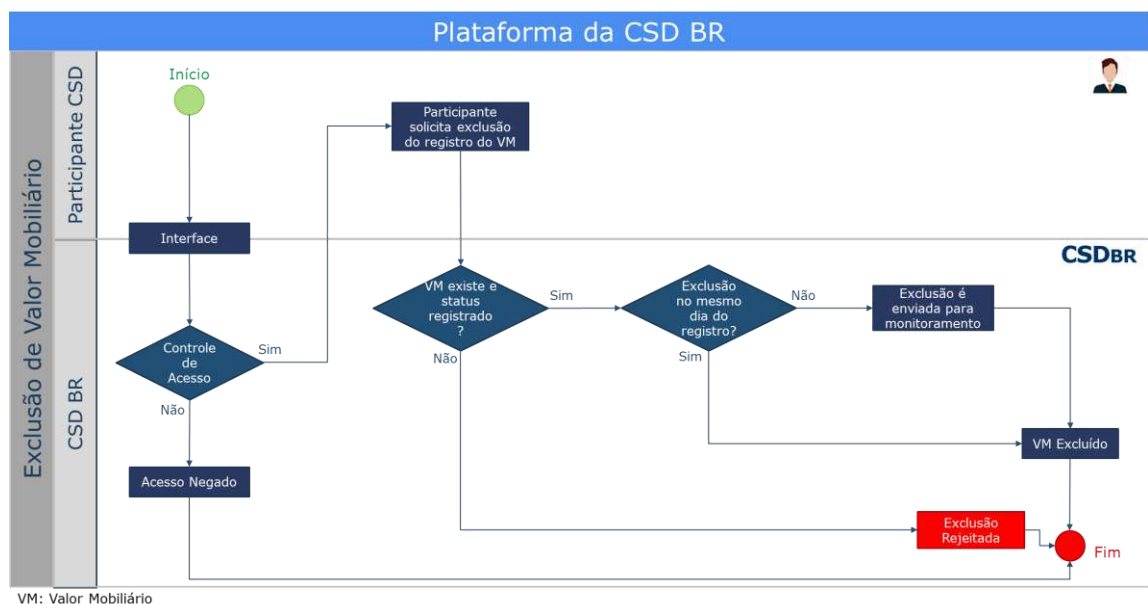 Plataforma da CSD BR
Exclusão de Valor Mobiliário
Participante CSD
Início
Participante
solicita exclusão
do registro do VM
Interface
CSD BR
CSDBR
VM existe e
status
registrado
?
Sim
Não
Exclusão
no mesmo
dia do
registro?
Não
Sim
Exclusão é
enviada para
monitoramento
Controle
de
Acesso
Sim
Não
VM Excluído
Acesso Negado
Exclusão
Rejeitada
Fim
VM: Valor Mobiliário